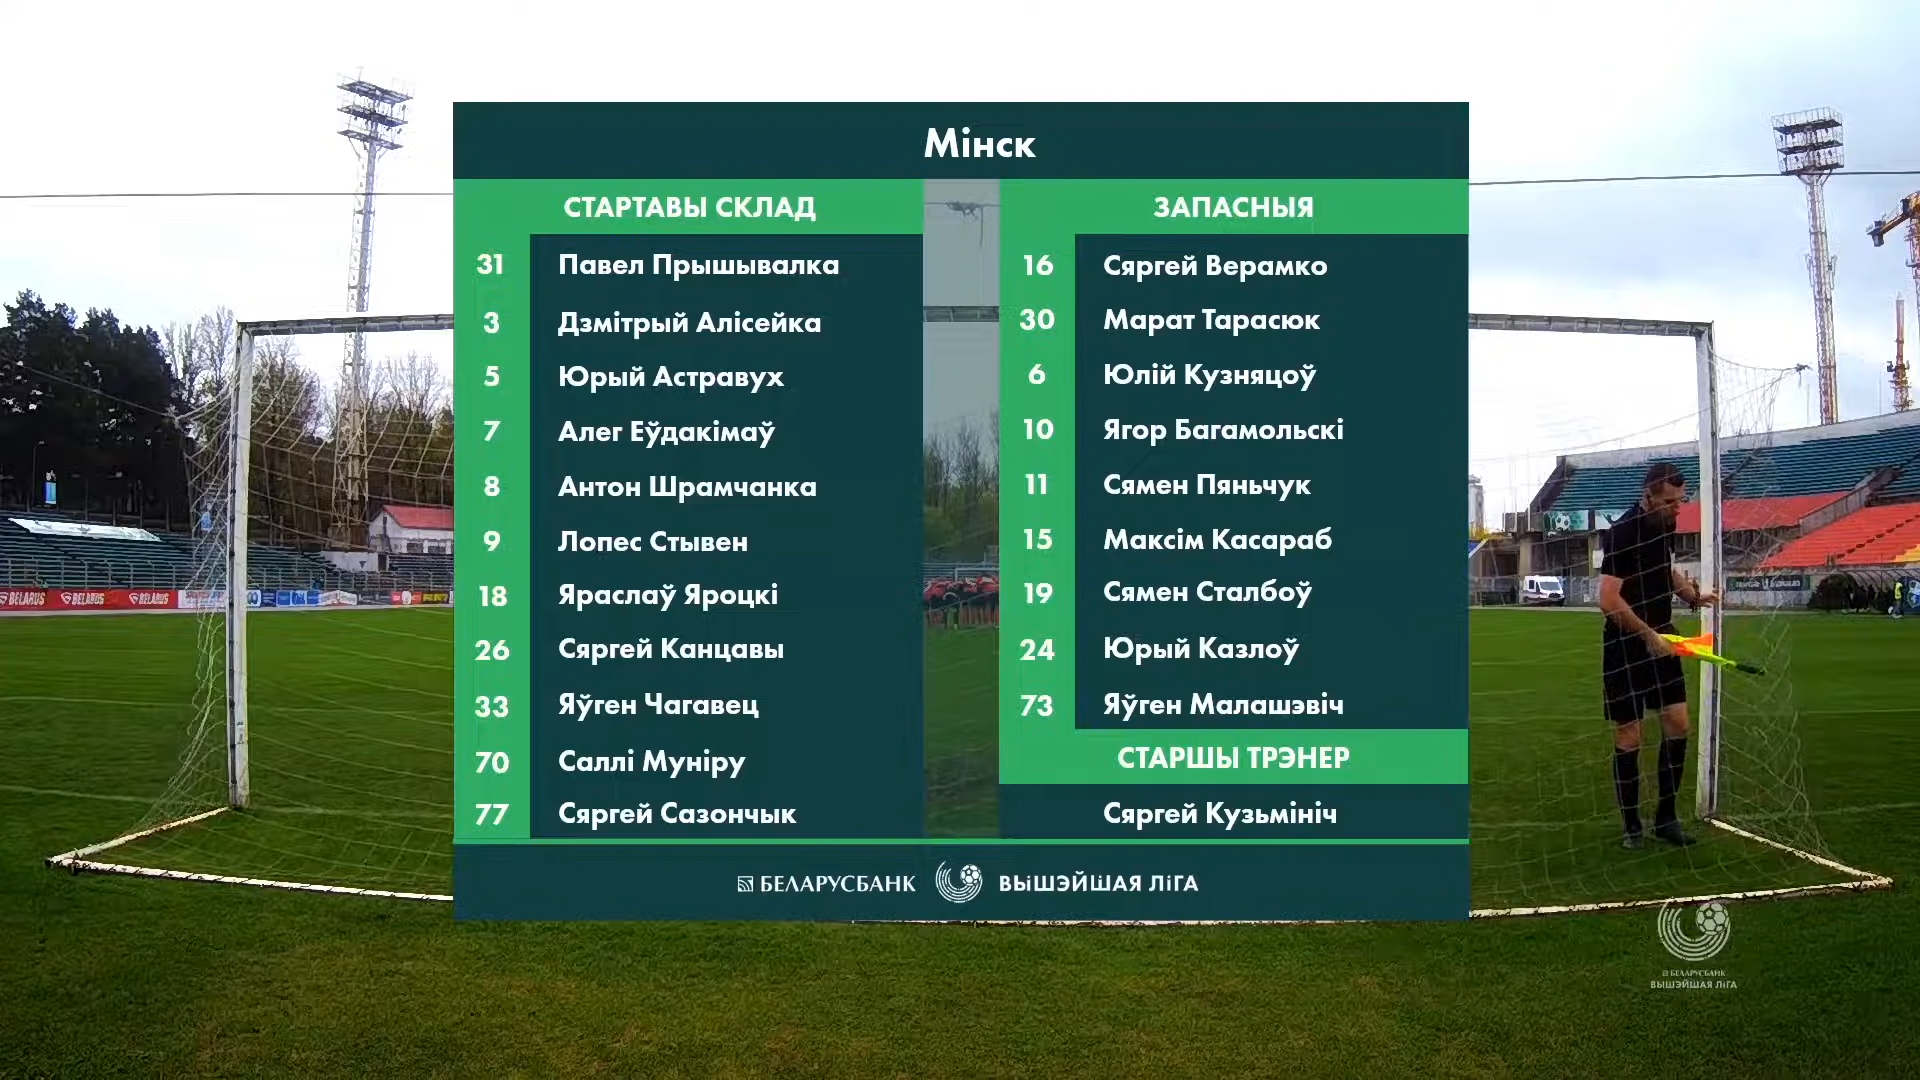 Мінск
СТАРТАВЫ СКЛАД
31 Павел Прышывалка
3 Дзмітрый Алісейка
5 Юрый Астравух
7 Алег Еўдакімаў
8 Антон Шрамчанка
9 Лопес Стывен
18 Яраслаў Яроцкі
26 Сяргей Канцавы
33 Яўген Чагавец
70 Саллі Муніру
77 Сяргей Сазончык
ЗАПАСНЫЯ
16 Сяргей Верамко
30 Марат Тарасюк
6 Юлій Кузняцоў
10 Ягор Багамольскі
11 Сямен Пяньчук
15 Максім Касараб
19 Сямен Сталбоў
24 Юрый Казлоў
73 Яўген Малашэвіч
СТАРШЫ ТРЭНЕР
Сяргей Кузьмініч
БЕЛАРУСБАНК ВЫШЭЙШАЯ ЛІГА
BELARUS BELARUS BELARUS
БЕЛАРУСБАНК
ВЫШЭЙШАЯ ЛІГА